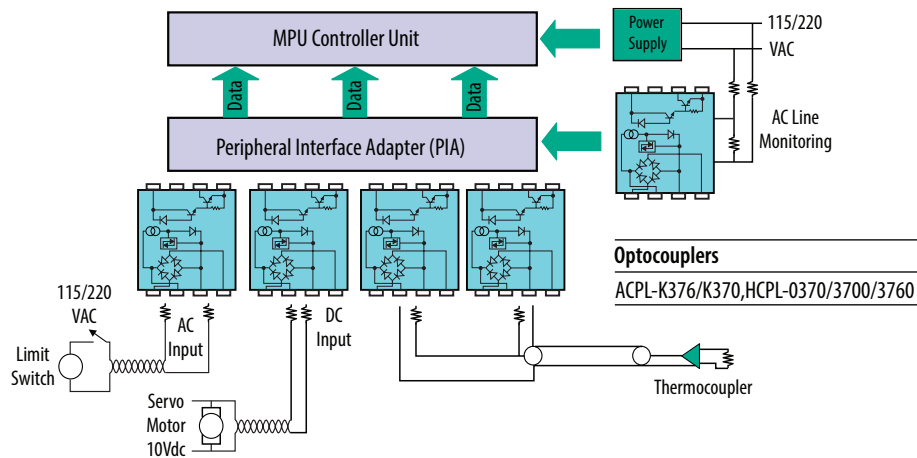 MPU Controller Unit
Power
Supply
115/220
VAC
Data
Data
Data
Peripheral Interface Adapter (PIA)
AC Line
Monitoring
Optocouplers
ACPL-K376/K370,HCPL-0370/3700/3760
115/220
VAC
AC
Input
DC
Input
Limit
Switch
Servo
Motor
10Vdc
Thermocoupler